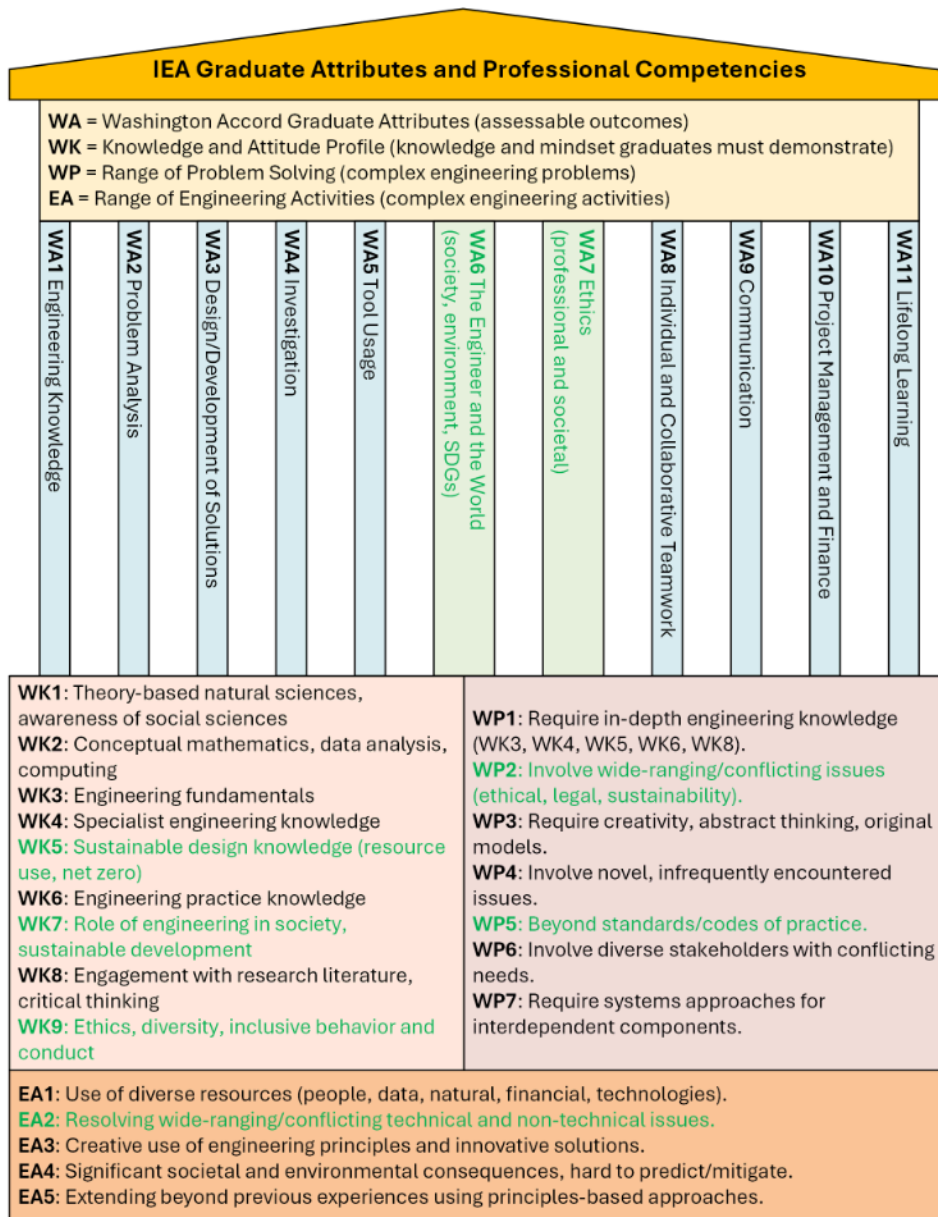 IEA Graduate Attributes and Professional Competencies
WA = Washington Accord Graduate Attributes (assessable outcomes)
WK = Knowledge and Attitude Profile (knowledge and mindset graduates must demonstrate)
WP = Range of Problem Solving (complex engineering problems)
EA = Range of Engineering Activities (complex engineering activities)
WA1 Engineering Knowledge
WA2 Problem Analysis
WA3 Design/Development of Solutions
WA4 Investigation
WA5 Tool Usage
WA6 The Engineer and the World
(society, environment, SDGs)
WA7 Ethics
(professional and societal)
WA8 Individual and Collaborative Teamwork
WA9 Communication
WA10 Project Management and Finance
WA11 Lifelong Learning
WK1: Theory-based natural sciences,
awareness of social sciences
WK2: Conceptual mathematics, data analysis,
computing
WK3: Engineering fundamentals
WK4: Specialist engineering knowledge
WK5: Sustainable design knowledge (resource
use, net zero)
WK6: Engineering practice knowledge
WK7: Role of engineering in society,
sustainable development
WK8: Engagement with research literature,
critical thinking
WK9: Ethics, diversity, inclusive behavior and
conduct
WP1: Require in-depth engineering knowledge
(WK3, WK4, WK5, WK6, WK8).
WP2: Involve wide-ranging/conflicting issues
(ethical, legal, sustainability).
WP3: Require creativity, abstract thinking, original
models.
WP4: Involve novel, infrequently encountered
issues.
WP5: Beyond standards/codes of practice.
WP6: Involve diverse stakeholders with conflicting
needs.
WP7: Require systems approaches for
interdependent components.
EA1: Use of diverse resources (people, data, natural, financial, technologies).
EA2: Resolving wide-ranging/conflicting technical and non-technical issues.
EA3: Creative use of engineering principles and innovative solutions.
EA4: Significant societal and environmental consequences, hard to predict/mitigate.
EA5: Extending beyond previous experiences using principles-based approaches.